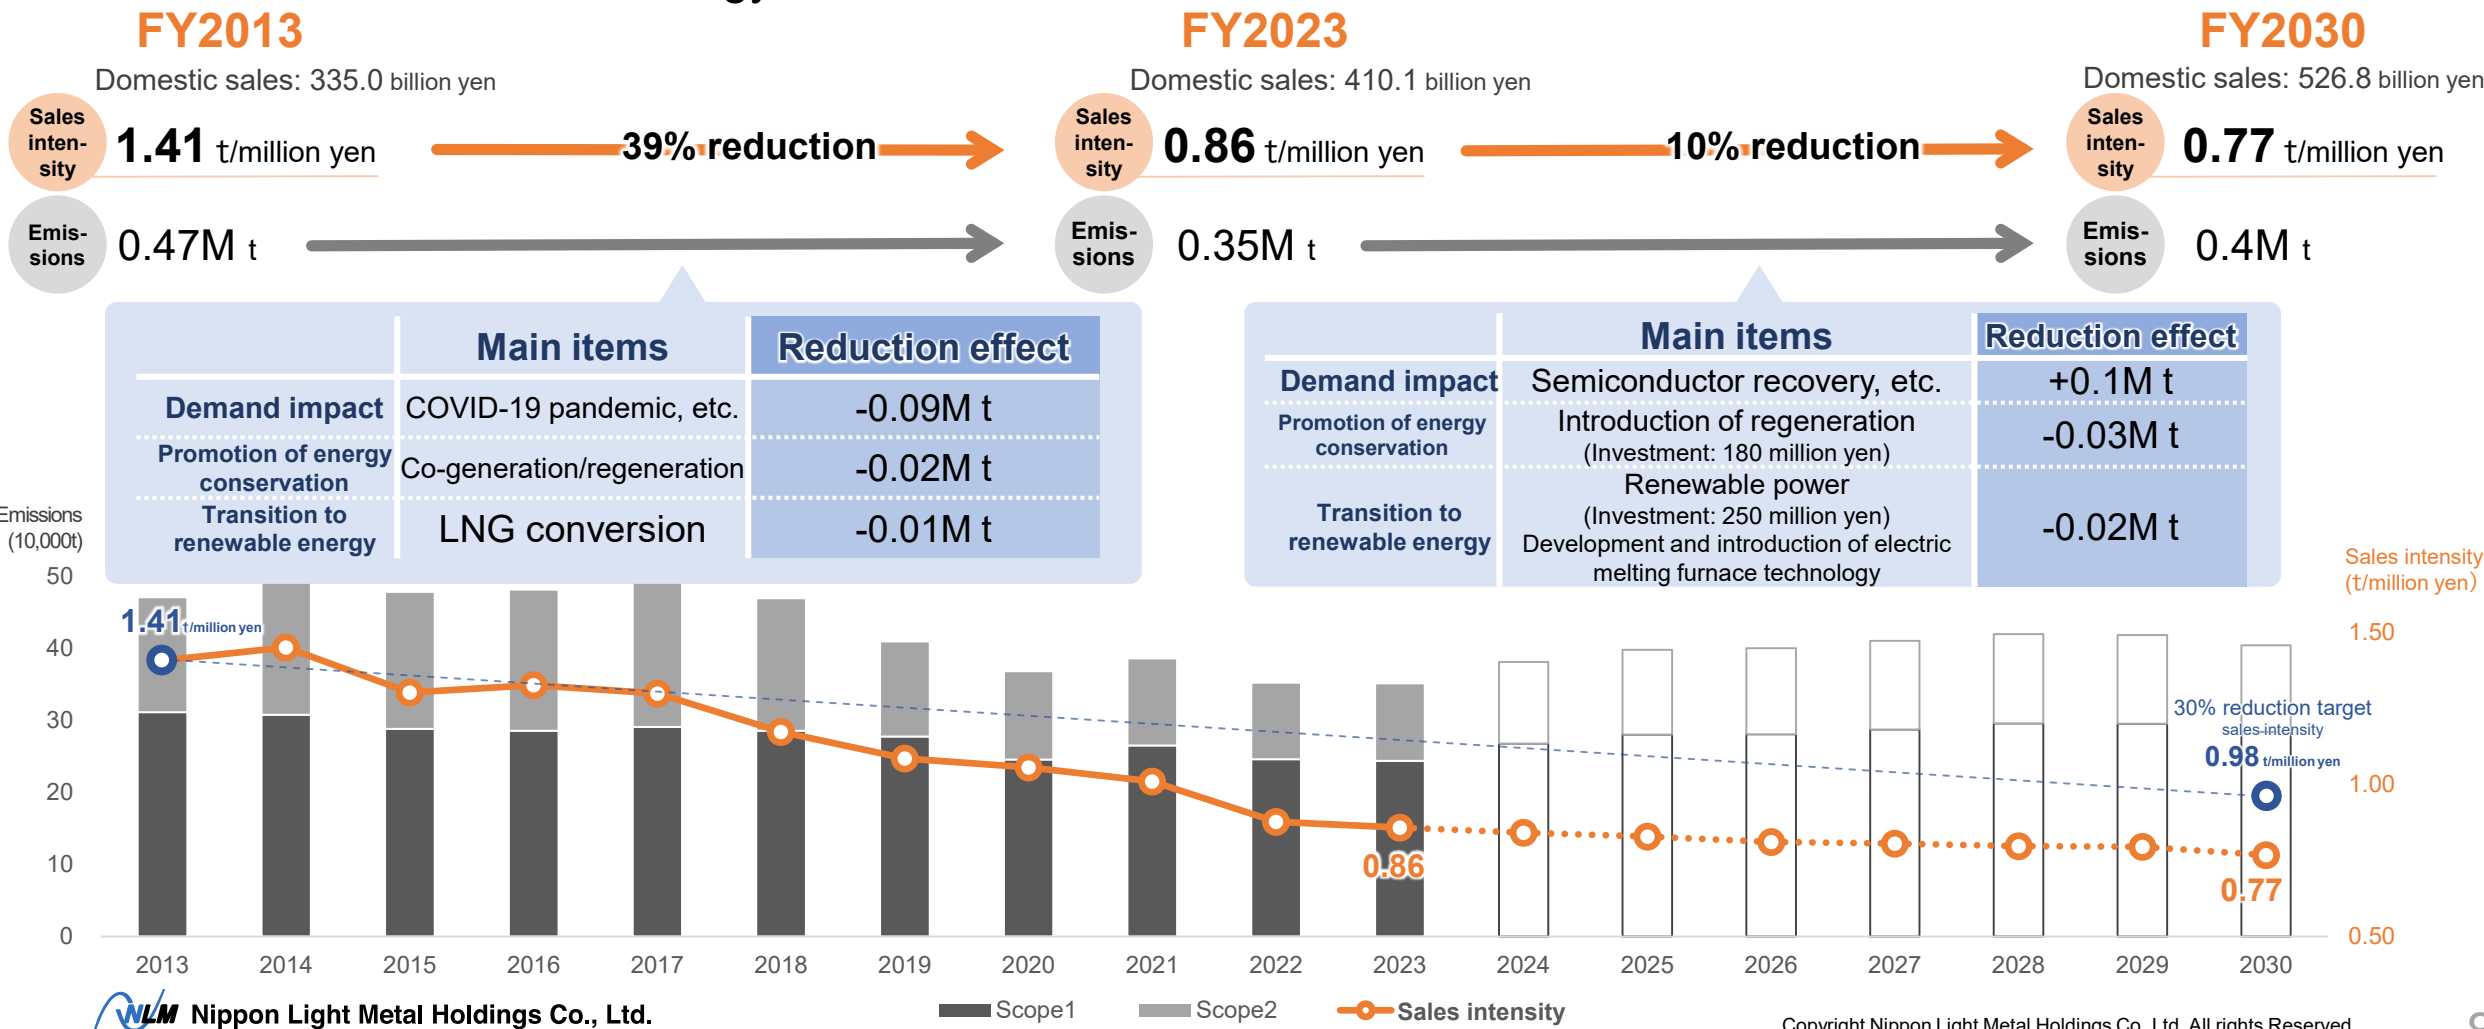 FY2013
Domestic sales: 335.0 billion yen
Sales inten- sity
1.41 t/million yen
39% reduction
Emis- sions
0.47M t
FY2023
Domestic sales: 410.1 billion yen
Sales inten- sity
0.86 t/million yen
10% reduction
Emis- sions
0.35M t
FY2030
Domestic sales: 526.8 billion yen
Sales inten- sity
0.77 t/million yen
Emis- sions
0.4M t
Main items
Reduction effect
Demand impact
COVID-19 pandemic, etc.
-0.09M t
Promotion of energy
conservation
Co-generation/regeneration
-0.02M t
Transition to
renewable energy
LNG conversion
-0.01M t
Main items
Reduction effect
Demand impact
Semiconductor recovery, etc.
+0.1M t
Promotion of energy
conservation
Introduction of regeneration
(Investment: 180 million yen)
-0.03M t
Transition to
renewable energy
Renewable power
(Investment: 250 million yen)
Development and introduction of electric
melting furnace technology
-0.02M t
Emissions
(10,000t)
50
40
30
20
10
0
1.41 t/million yen
0.86
30% reduction target
sales intensity
0.98 t/million yen
0.77
Sales intensity
(t/million yen)
1.50
1.00
0.50
2013 2014 2015 2016 2017 2018 2019 2020 2021 2022 2023 2024 2025 2026 2027 2028 2029 2030
NLM Nippon Light Metal Holdings Co., Ltd.
Scope1 Scope2 Sales intensity
Copyright Nippon Light Metal Holdings Co., Ltd. All rights Reserved